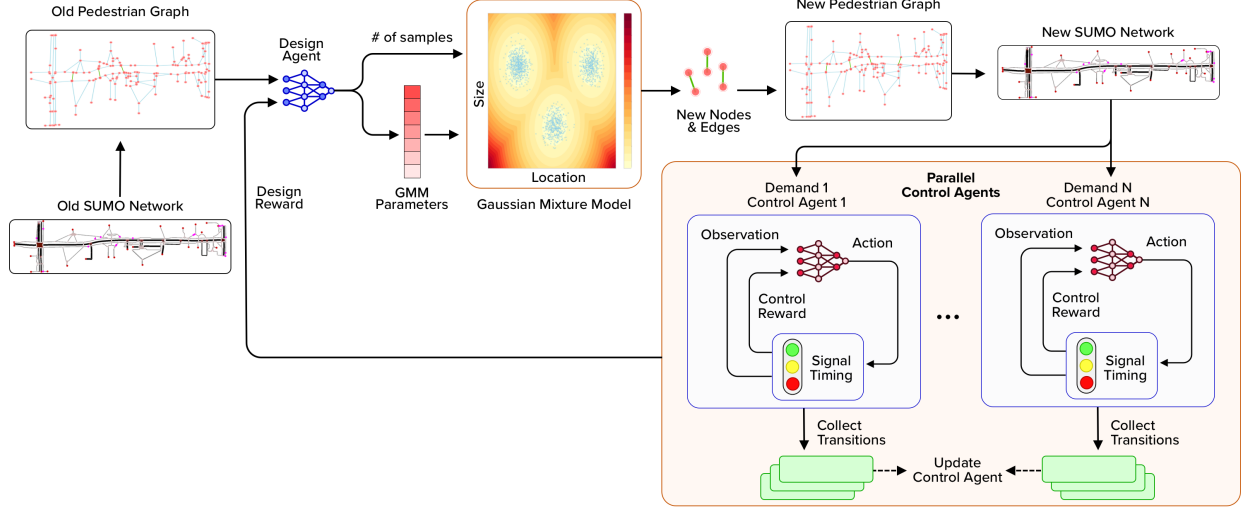 Old Pedestrian Graph
Design
Agent
# of samples
Size
Location
Gaussian Mixture Model
GMM
Parameters
New Nodes
& Edges
New Pedestrian Graph
New SUMO Network
Design
Reward
Old SUMO Network
Parallel
Control Agents
Demand 1
Control Agent 1
Observation
Action
Control
Reward
Signal
Timing
Collect
Transitions
Demand N
Control Agent N
Observation
Action
Control
Reward
Signal
Timing
Collect
Transitions
Update
Control Agent